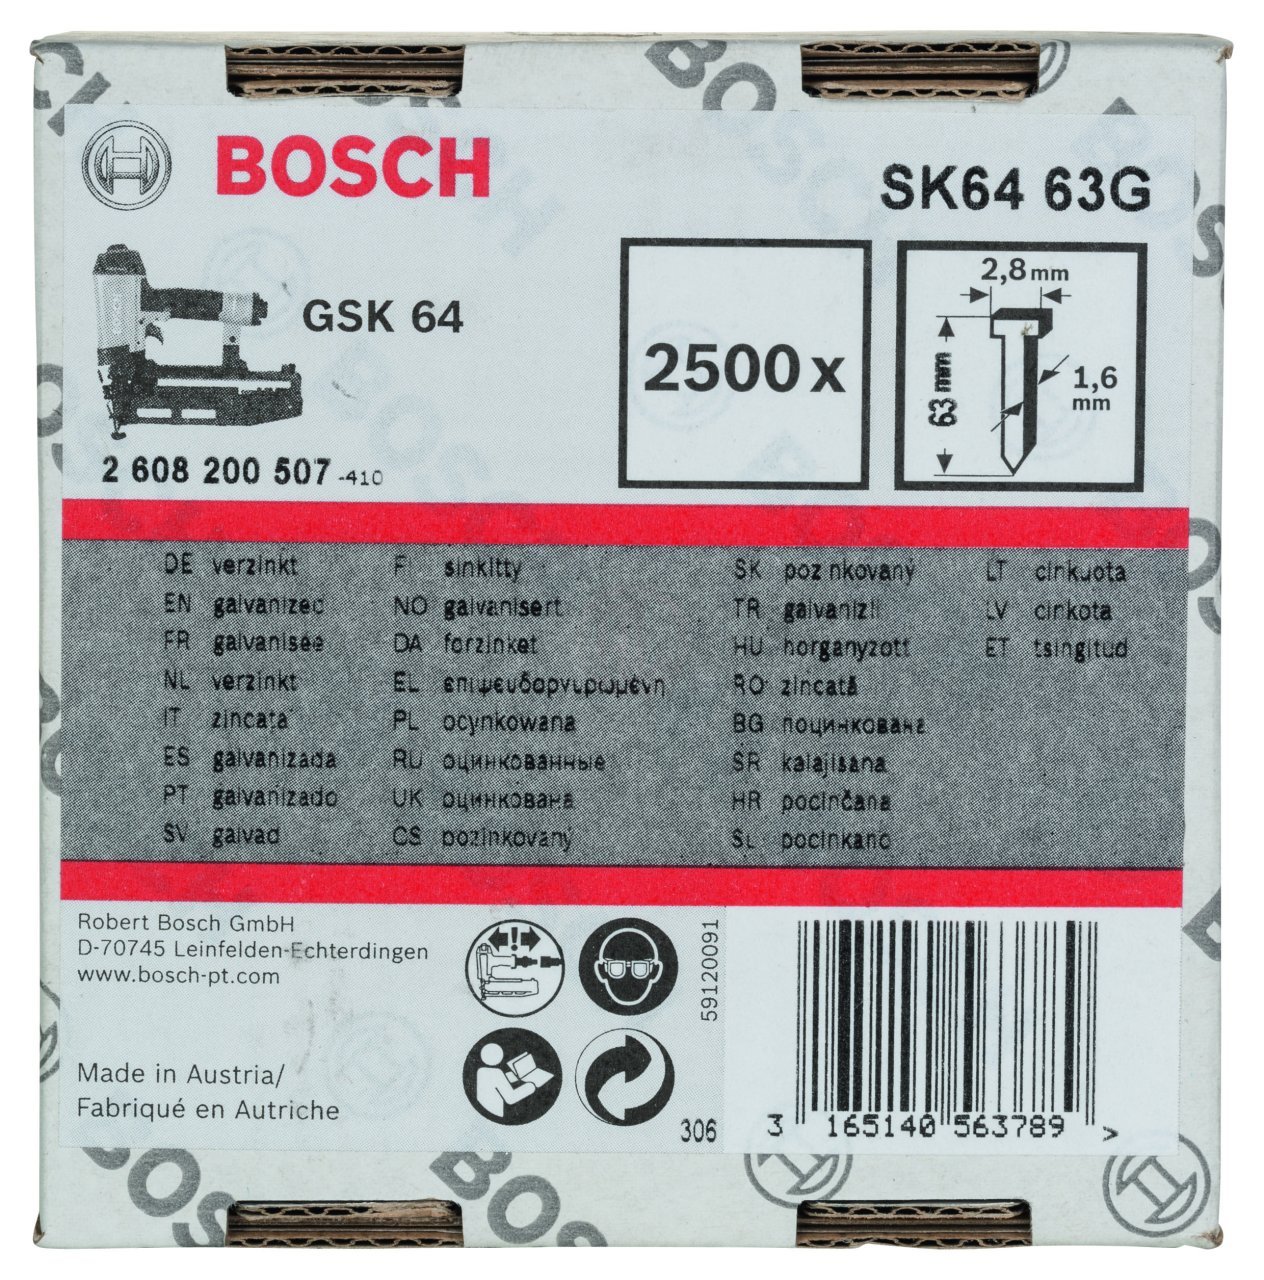 BOSCH
SK64 63G
GSK 64
2500 x
2,8 mm
63 mm
1,6
mm
2 608 200 507 -410
DE verzinkt
EN galvanized
FR galvanisée
NL verzinkt
IT zincata
ES galvanizada
PT galvanizado
SV galvad
FI sinkitty
NO galvanisert
DA forzinket
EL επιψευδαργυρωμένη
PL ocynkowana
RU оцинкованные
UK оцинкована
CS pozinkovaný
SK pozinkovaný
TR galvanizli
HU horganyzott
RO zincată
BG поцинкована
SR kalajisana
HR pocinčana
SL pocinkano
LT cinkuota
LV cinkota
ET tsingitud
Robert Bosch GmbH
D-70745 Leinfelden-Echterdingen
www.bosch-pt.com
Made in Austria/
Fabriqué en Autriche
59120091
306
3 165140 563789 >